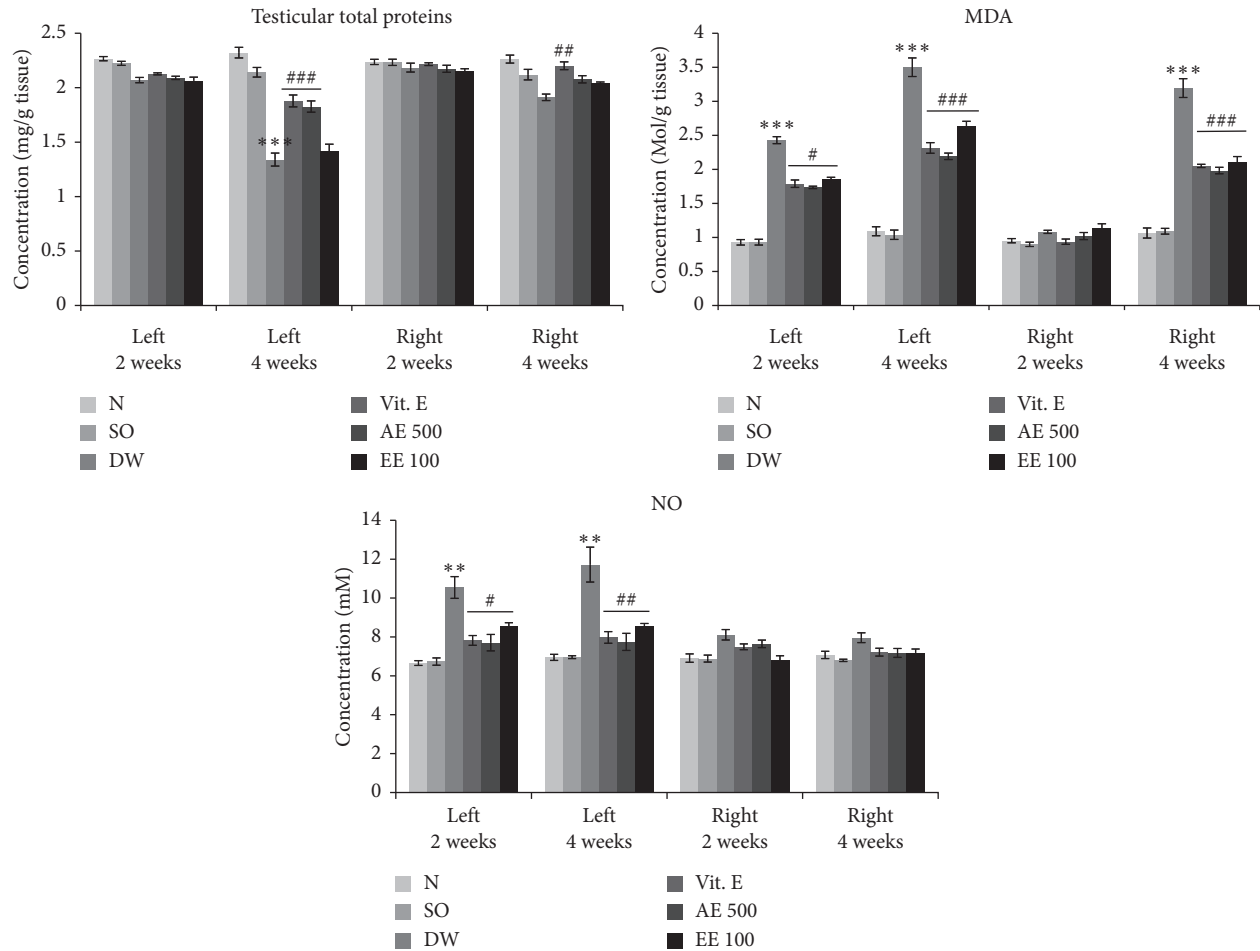 Testicular total proteins
Concentration (mg/g tissue)
2.5
2
1.5
1
2.5
0
***
###
##
Left
2 weeks
Left
4 weeks
Right
2 weeks
Right
4 weeks
N
SO
DW
Vit. E
AE 500
EE 100
MDA
Concentration (Mol/g tissue)
4
3.5
3
2.5
2
1.5
1
0.5
0
***
#
***
###
***
###
Left
2 weeks
Left
4 weeks
Right
2 weeks
Right
4 weeks
N
SO
DW
Vit. E
AE 500
EE 100
NO
Concentration (mM)
14
12
10
8
6
4
2
0
**
#
**
##
Left
2 weeks
Left
4 weeks
Right
2 weeks
Right
4 weeks
N
SO
DW
Vit. E
AE 500
EE 100